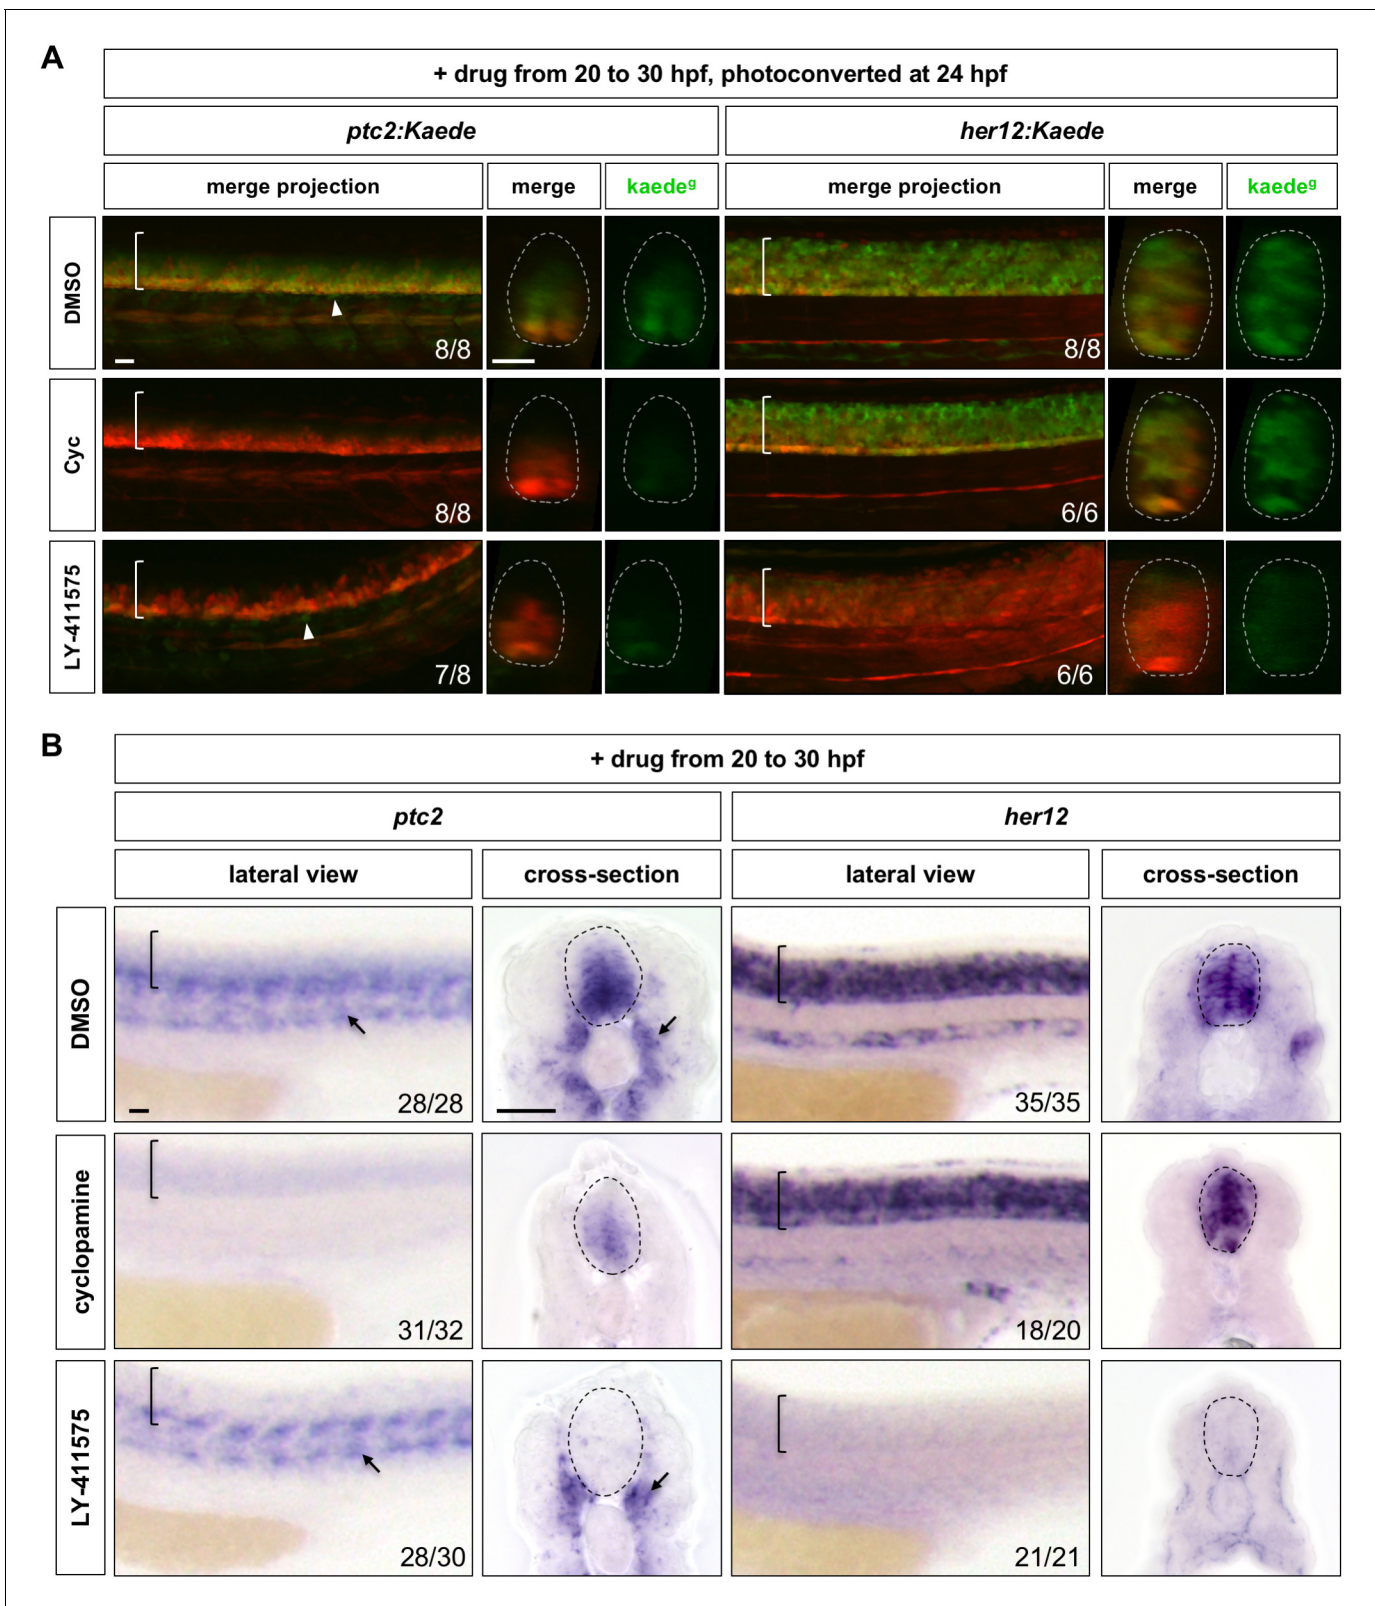 A
+ drug from 20 to 30 hpf, photoconverted at 24 hpf
ptc2:Kaede her12:Kaede
merge projection merge kaedeᵍ merge projection merge kaedeᵍ
DMSO 8/8 8/8
Cyc 8/8 6/6
LY-411575 7/8 6/6
B
+ drug from 20 to 30 hpf
ptc2 her12
lateral view cross-section lateral view cross-section
DMSO 28/28 35/35
cyclopamine 31/32 18/20
LY-411575 28/30 21/21